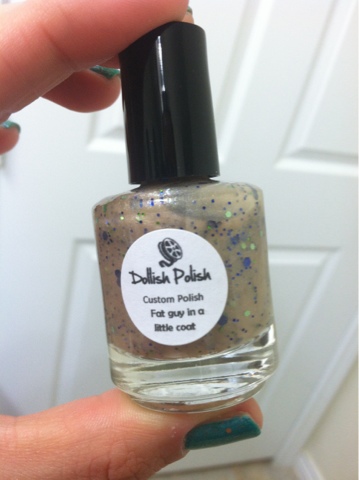 Dollish Polish
Custom Polish
Fat guy in a
little coat